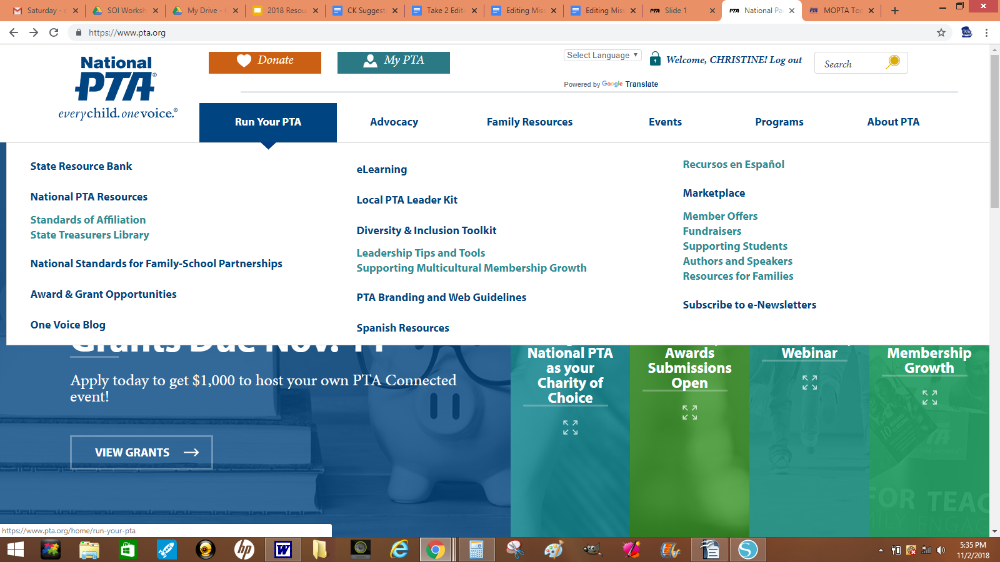 Saturday - c
SOI Worksh
My Drive - G
2018 Resou
CK Suggest
Take 2 Editi
Editing Miss
Editing Miss
Slide 1
National Pa
MOPTA Too
https://www.pta.org
National
PTA®
everychild.onevoice.®
Donate
My PTA
Select Language ▼
Welcome, CHRISTINE! Log out
Search
Powered by Google Translate
Run Your PTA
Advocacy
Family Resources
Events
Programs
About PTA
State Resource Bank
National PTA Resources
Standards of Affiliation
State Treasurers Library
National Standards for Family-School Partnerships
Award & Grant Opportunities
One Voice Blog
eLearning
Local PTA Leader Kit
Diversity & Inclusion Toolkit
Leadership Tips and Tools
Supporting Multicultural Membership Growth
PTA Branding and Web Guidelines
Spanish Resources
Recursos en Español
Marketplace
Member Offers
Fundraisers
Supporting Students
Authors and Speakers
Resources for Families
Subscribe to e-Newsletters
Grants Due Nov.
Apply today to get $1,000 to host your own PTA Connected
event!
VIEW GRANTS
National PTA
as your
Charity of
Choice
Awards
Submissions
Open
Webinar
Membership
Growth
FOR TEAC
https://www.pta.org/home/run-your-pta
5:35 PM
11/2/2018